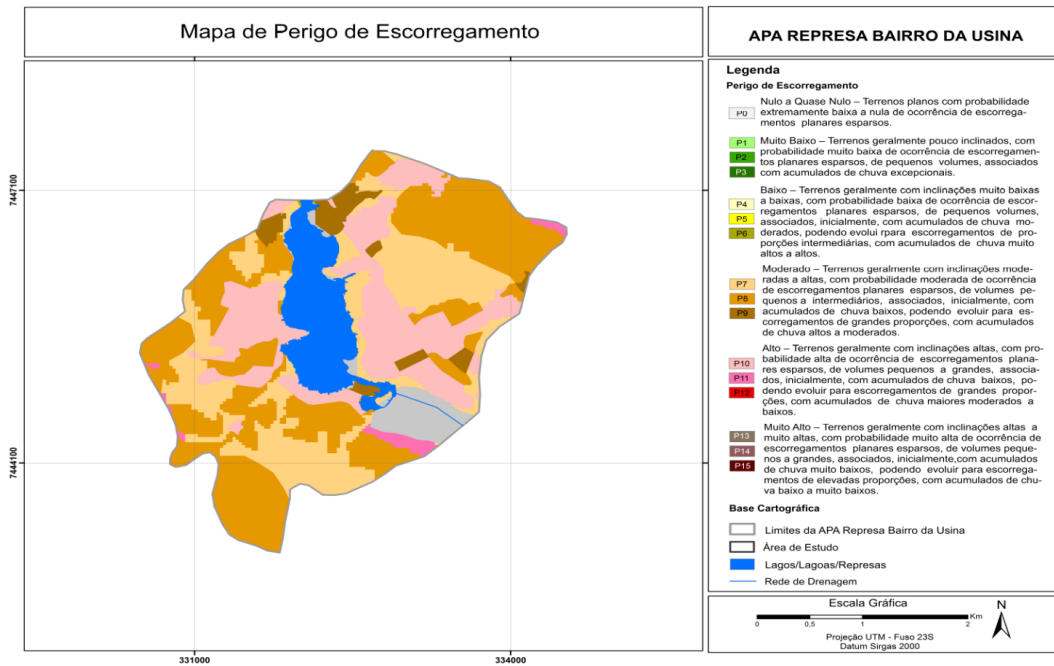 Mapa de Perigo de Escorregamento
7447100
7444100
331000
334000
APA REPRESA BAIRRO DA USINA
Legenda
Perigo de Escorregamento
P0
Nulo a Quase Nulo – Terrenos planos com probabilidade
extremamente baixa a nula de ocorrência de escorrega-
mentos planares esparsos.
P1
P2
P3
Muito Baixo – Terrenos geralmente pouco inclinados, com
probabilidade muito baixa de ocorrência de escorregamen-
tos planares esparsos, de pequenos volumes, associados
com acumulados de chuva excepcionais.
P4
P5
P6
Baixo – Terrenos geralmente com inclinações muito baixas
a baixas, com probabilidade baixa de ocorrência de escor-
regamentos planares esparsos, de pequenos volumes,
associados, inicialmente, com acumulados de chuva mo-
derados, podendo evolui rpara escorregamentos de pro-
porções intermediárias, com acumulados de chuva muito
altos a altos.
P7
P8
P9
Moderado – Terrenos geralmente com inclinações mode-
radas a altas, com probabilidade moderada de ocorrência
de escorregamentos planares esparsos, de volumes pe-
quenos a intermediários, associados, inicialmente, com
acumulados de chuva baixos, podendo evoluir para es-
corregamentos de grandes proporções, com acumulados
de chuva altos a moderados.
P10
P11
P12
Alto – Terrenos geralmente com inclinações altas, com pro-
babilidade alta de ocorrência de escorregamentos plana-
res esparsos, de volumes pequenos a grandes, associa-
dos, inicialmente, com acumulados de chuva baixos, po-
dendo evoluir para escorregamentos de grandes propor-
ções, com acumulados de chuva maiores moderados a
baixos.
P13
P14
P15
Muito Alto – Terrenos geralmente com inclinações altas a
muito altas, com probabilidade muito alta de ocorrência de
escorregamentos planares esparsos, de volumes peque-
nos a grandes, associados, inicialmente,com acumulados
de chuva muito baixos, podendo evoluir para escorrega-
mentos de elevadas proporções, com acumulados de chu-
va baixo a muito baixos.
Base Cartográfica
Limites da APA Represa Bairro da Usina
Área de Estudo
Lagos/Lagoas/Represas
Rede de Drenagem
Escala Gráfica
Km
0 0,5 1 2
Projeção UTM - Fuso 23S
Datum Sirgas 2000
N